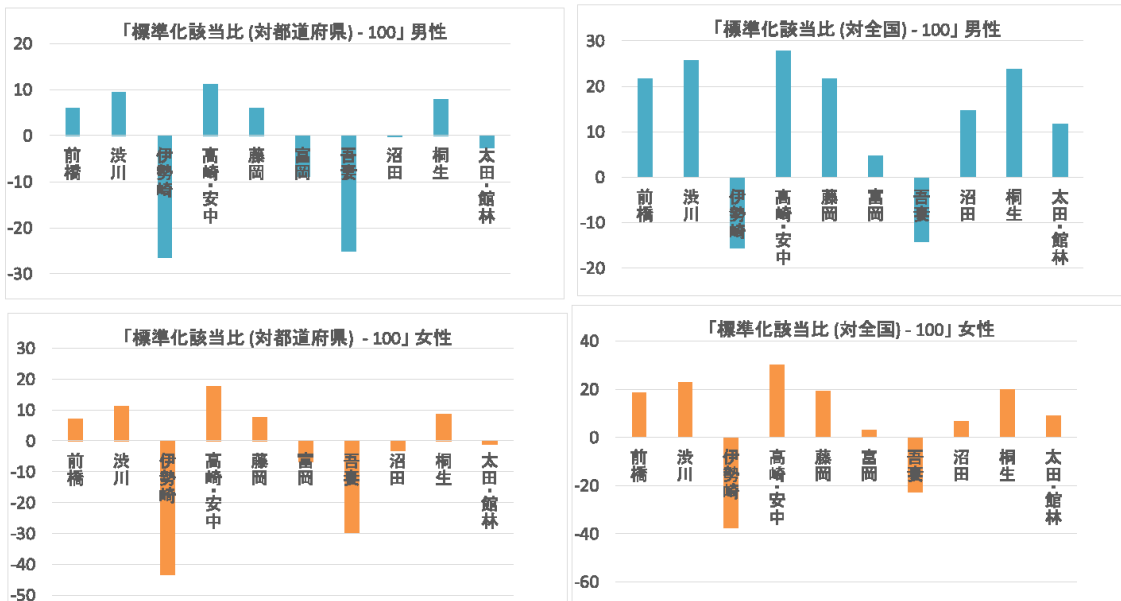 「標準化該当比 (対都道府県) - 100」 男性
20
10
0
-10
-20
-30
前橋
渋川
伊勢崎
高崎・安中
藤岡
富岡
吾妻
沼田
桐生
太田・館林
「標準化該当比 (対全国) - 100」 男性
30
20
10
0
-10
-20
前橋
渋川
伊勢崎
高崎・安中
藤岡
富岡
吾妻
沼田
桐生
太田・館林
「標準化該当比 (対都道府県) - 100」 女性
30
20
10
0
-10
-20
-30
-40
-50
前橋
渋川
伊勢崎
高崎・安中
藤岡
富岡
吾妻
沼田
桐生
太田・館林
「標準化該当比 (対全国) - 100」 女性
40
20
0
-20
-40
-60
前橋
渋川
伊勢崎
高崎・安中
藤岡
富岡
吾妻
沼田
桐生
太田・館林